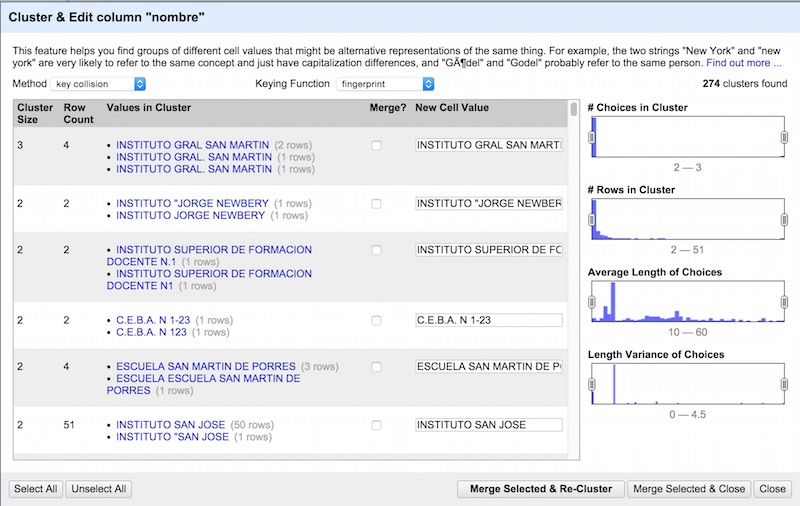 Cluster & Edit column "nombre"
This feature helps you find groups of different cell values that might be alternative representations of the same thing. For example, the two strings "New York" and "new
york" are very likely to refer to the same concept and just have capitalization differences, and "GÃ¶del" and "Godel" probably refer to the same person. Find out more ...
Method key collision Keying Function fingerprint 274 clusters found
Cluster Size Row Count Values in Cluster Merge? New Cell Value
3 4 • INSTITUTO GRAL SAN MARTIN (2 rows) INSTITUTO GRAL SAN MARTI
• INSTITUTO GRAL. SAN MARTIN (1 rows)
• INSTITUTO GRAL. SAN MARTIN (1 rows)
2 2 • INSTITUTO "JORGE NEWBERY (1 rows) INSTITUTO "JORGE NEWBER
• INSTITUTO JORGE NEWBERY (1 rows)
2 2 • INSTITUTO SUPERIOR DE FORMACION INSTITUTO SUPERIOR DE FO
DOCENTE N.1 (1 rows)
• INSTITUTO SUPERIOR DE FORMACION
DOCENTE N1 (1 rows)
2 2 • C.E.B.A. N 1-23 (1 rows) C.E.B.A. N 1-23
• C.E.B.A. N 123 (1 rows)
2 4 • ESCUELA SAN MARTIN DE PORRES (3 rows) ESCUELA SAN MARTIN DE P
• ESCUELA ESCUELA SAN MARTIN DE
PORRES (1 rows)
2 51 • INSTITUTO SAN JOSE (50 rows) INSTITUTO SAN JOSE
• INSTITUTO "SAN JOSE (1 rows)
# Choices in Cluster
2 — 3
# Rows in Cluster
2 — 51
Average Length of Choices
10 — 60
Length Variance of Choices
0 — 4.5
Select All Unselect All Merge Selected & Re-Cluster Merge Selected & Close Close